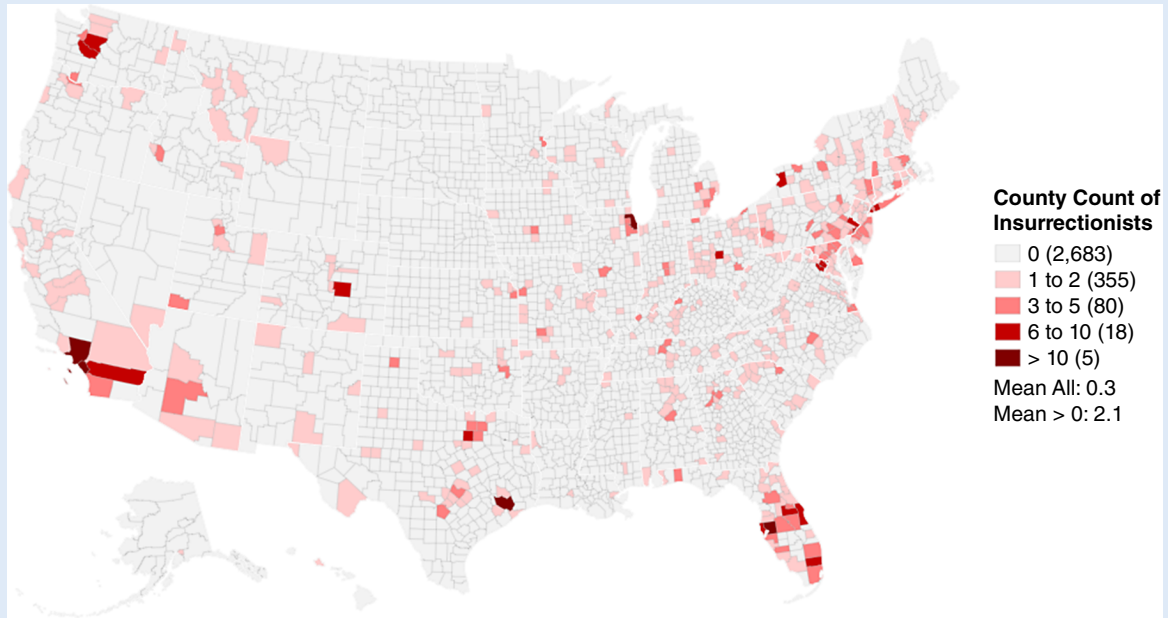 County Count of
Insurrectionists
0 (2,683)
1 to 2 (355)
3 to 5 (80)
6 to 10 (18)
> 10 (5)
Mean All: 0.3
Mean > 0: 2.1